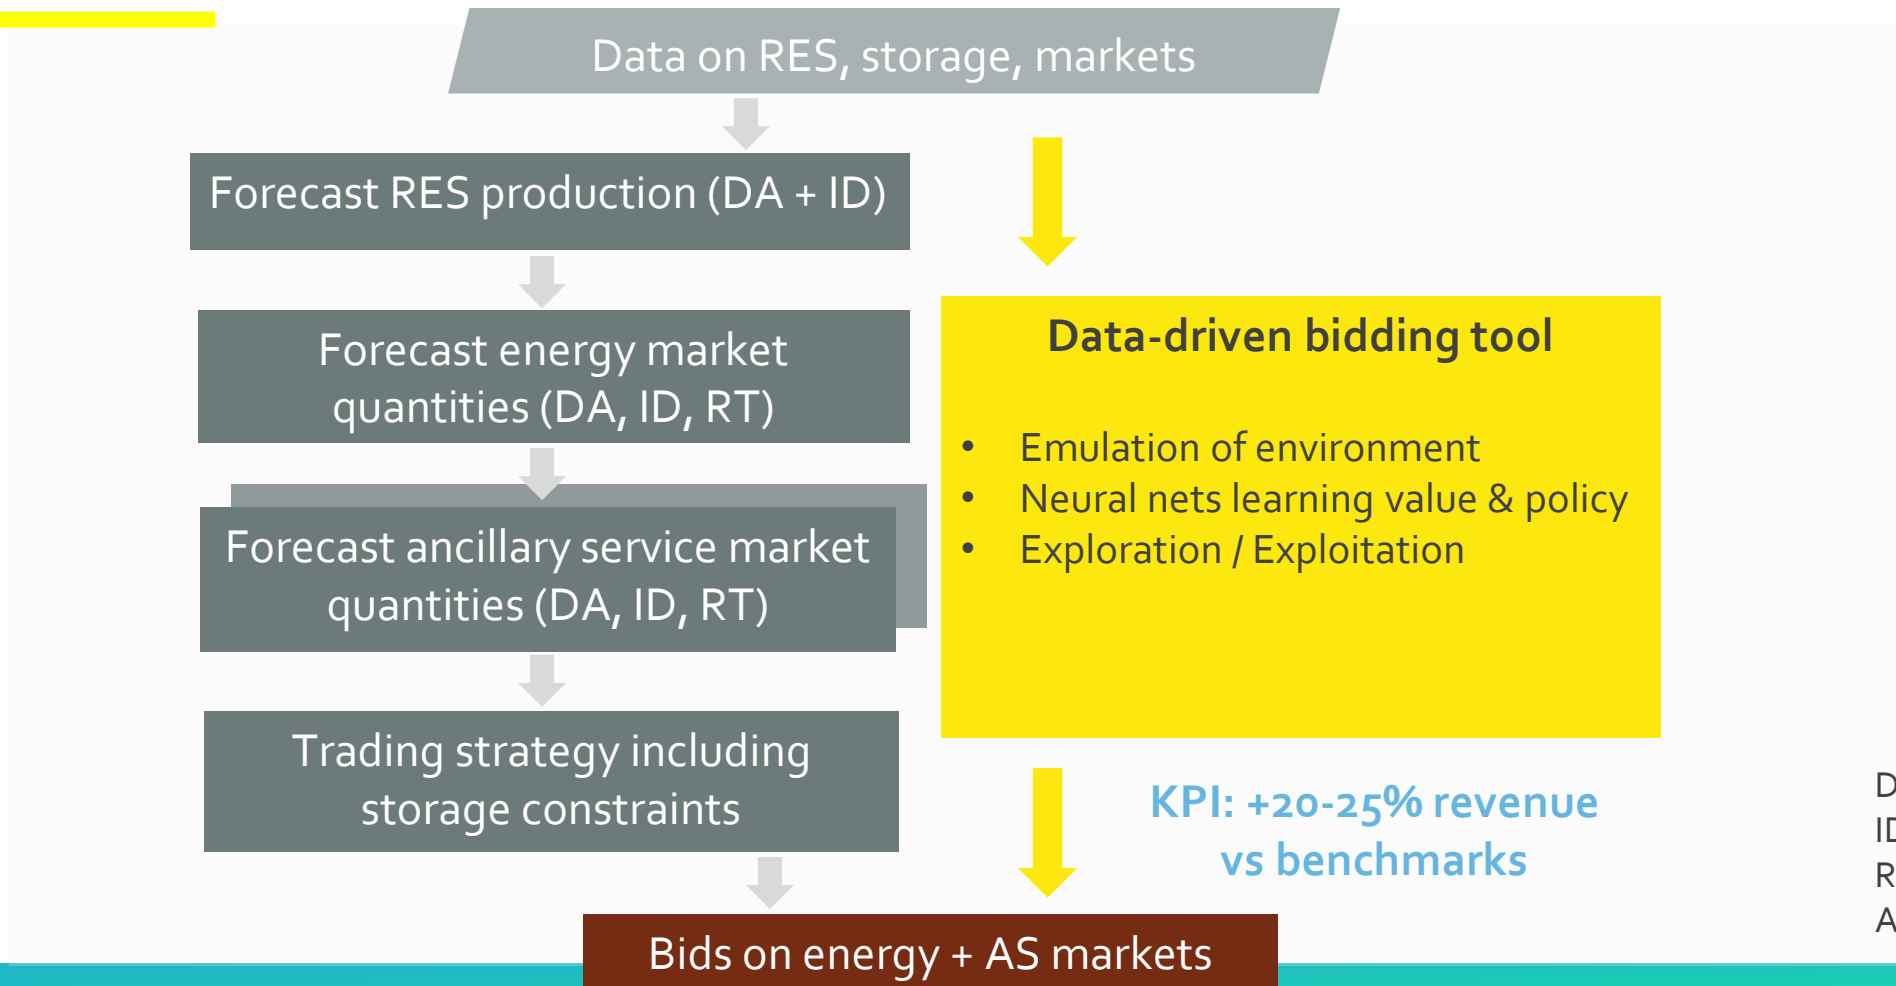 Data on RES, storage, markets
Forecast RES production (DA + ID)
Forecast energy market
quantities (DA, ID, RT)
Forecast ancillary service market
quantities (DA, ID, RT)
Trading strategy including
storage constraints
Data-driven bidding tool
• Emulation of environment
• Neural nets learning value & policy
• Exploration / Exploitation
KPI: +20-25% revenue
vs benchmarks
Bids on energy + AS markets